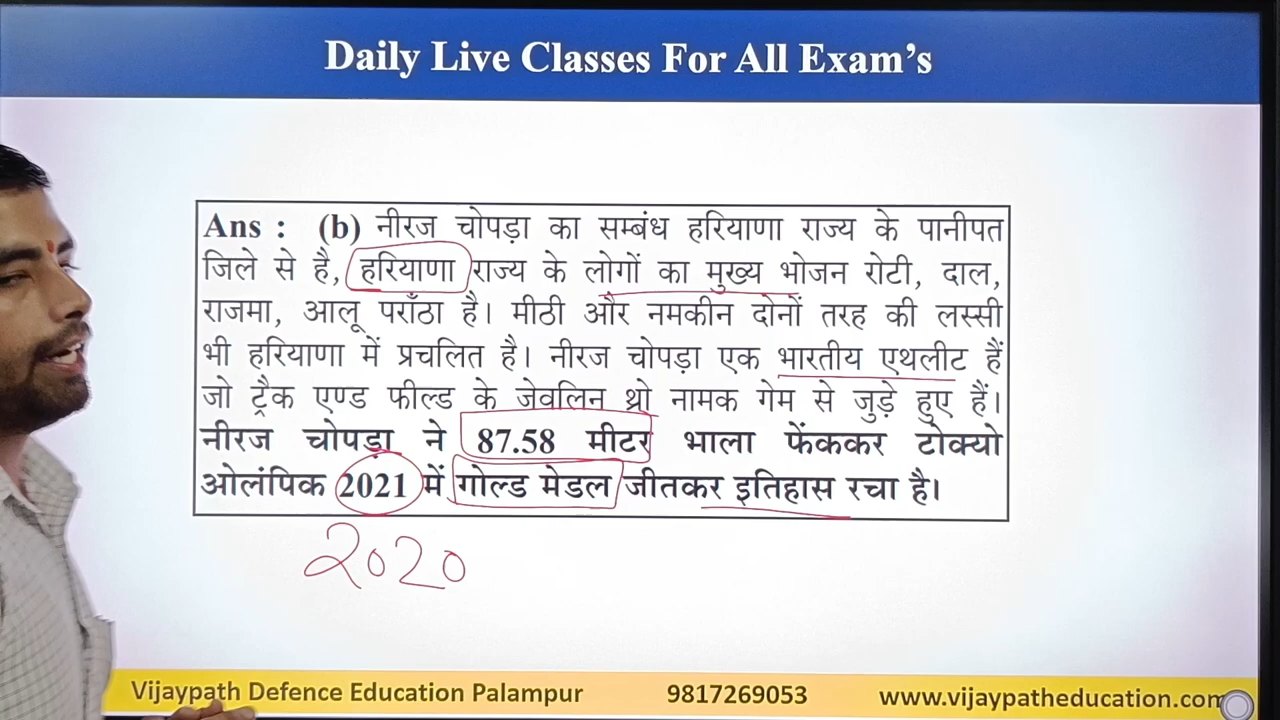 Daily Live Classes For All Exam's
Ans : (b) नीरज चोपड़ा का सम्बंध हरियाणा राज्य के पानीपत
जिले से है, हरियाणा राज्य के लोगों का मुख्य भोजन रोटी, दाल,
राजमा, आलू पराँठा है। मीठी और नमकीन दोनों तरह की लस्सी
भी हरियाणा में प्रचलित है। नीरज चोपड़ा एक भारतीय एथलीट हैं
जो ट्रैक एण्ड फील्ड के जेवलिन थ्रो नामक गेम से जुड़े हुए हैं।
नीरज चोपड़ा ने 87.58 मीटर भाला फेंककर टोक्यो
ओलंपिक 2021 में गोल्ड मेडल जीतकर इतिहास रचा है।
2020
Vijaypath Defence Education Palampur 9817269053 www.vijaypatheducation.com